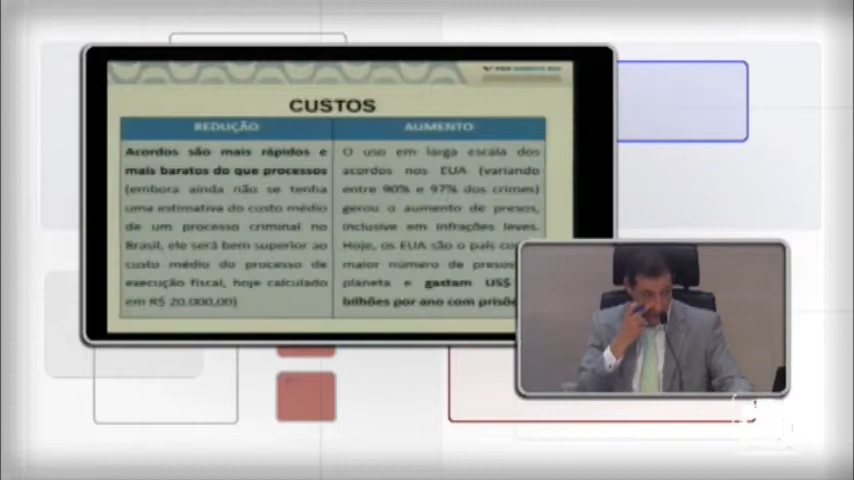 CUSTOS
REDUÇÃO
Acordos são mais rápidos e
mais baratos do que processos
(embora ainda não se tenha
uma estimativa do custo médio
de um processo criminal no
Brasil, ele será bem superior ao
custo médio do processo de
execução fiscal, hoje calculado
em R$ 20.000,00)
AUMENTO
O uso em larga escala dos
acordos nos EUA (variando
entre 90% e 97% dos crimes)
gerou o aumento de presos,
inclusive em infrações leves.
Hoje, os EUA são o país co
maior número de presos
planeta e gastam US$
bilhões por ano com prisõ